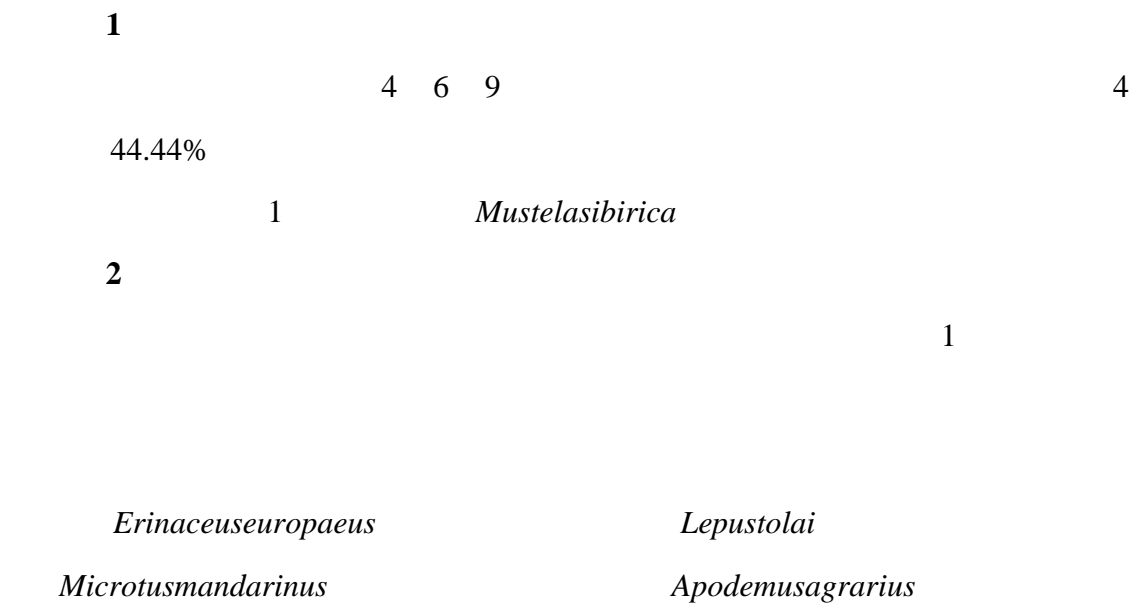 1
4 6 9 4
44.44%
1 Mustelasibirica
2
1
Erinaceuseuropaeus Lepustolai
Microtusmandarinus Apodemusagrarius